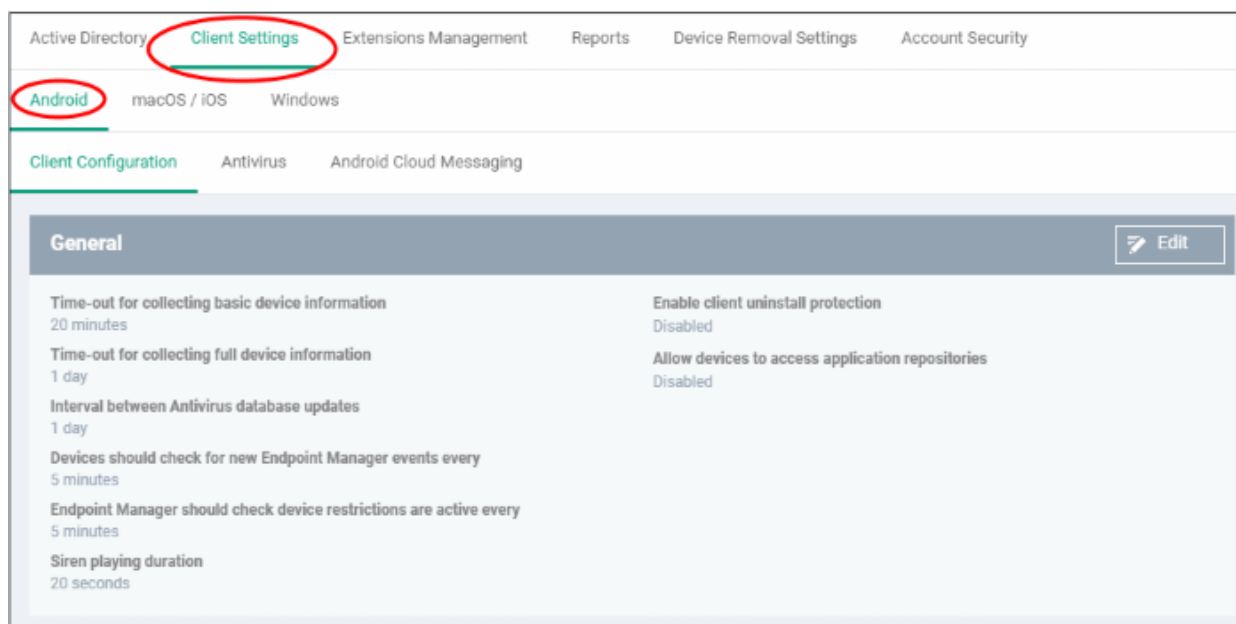 Active Directory Client Settings Extensions Management Reports Device Removal Settings Account Security
Android macOS / iOS Windows
Client Configuration Antivirus Android Cloud Messaging
General Edit
Time-out for collecting basic device information
20 minutes
Time-out for collecting full device information
1 day
Interval between Antivirus database updates
1 day
Devices should check for new Endpoint Manager events every
5 minutes
Endpoint Manager should check device restrictions are active every
5 minutes
Siren playing duration
20 seconds
Enable client uninstall protection
Disabled
Allow devices to access application repositories
Disabled